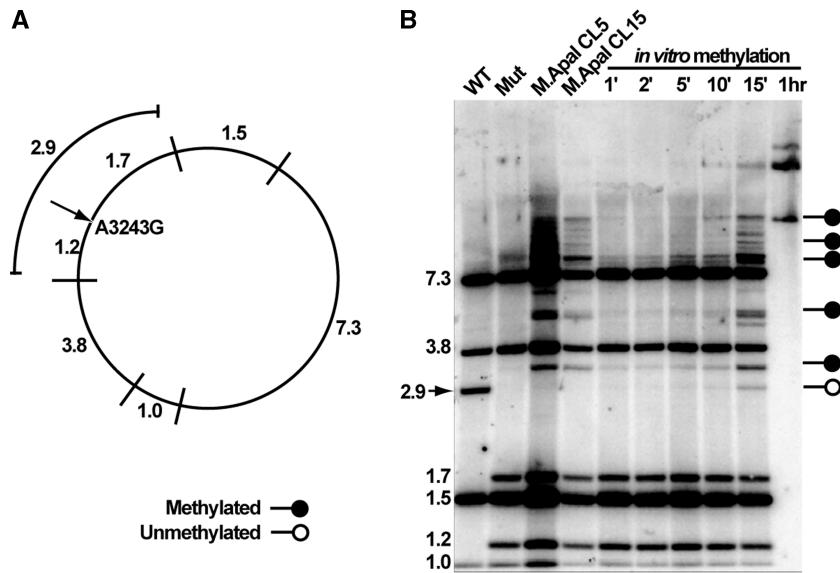 A
2.9
1.7
1.5
A3243G
1.2
3.8
1.0
7.3
Methylated
Unmethylated
B
WT
Mut
M.ApaI CL5
M.ApaI CL15
in vitro methylation
1' 2' 5' 10' 15' 1hr
7.3
3.8
2.9
1.7
1.5
1.2
1.0